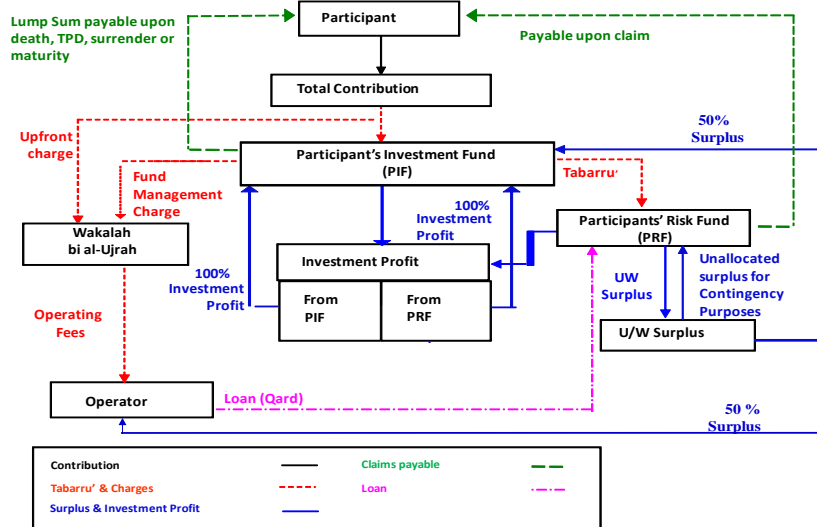 Lump Sum payable upon
death, TPD, surrender or
maturity
Participant
Payable upon claim
Total Contribution
50%
Surplus
Upfront
charge
Participant's Investment Fund
(PIF)
Tabarru'
Fund
Management
Charge
100%
Investment
Profit
Participants' Risk Fund
(PRF)
Wakalah
bi al-Ujrah
Investment Profit
100%
Investment
Profit
From
PIF
From
PRF
UW
Surplus
Unallocated
surplus for
Contingency
Purposes
Operating
Fees
U/W Surplus
Operator
Loan (Qard)
50 %
Surplus
Contribution
Claims payable
Tabarru' & Charges
Loan
Surplus & Investment Profit